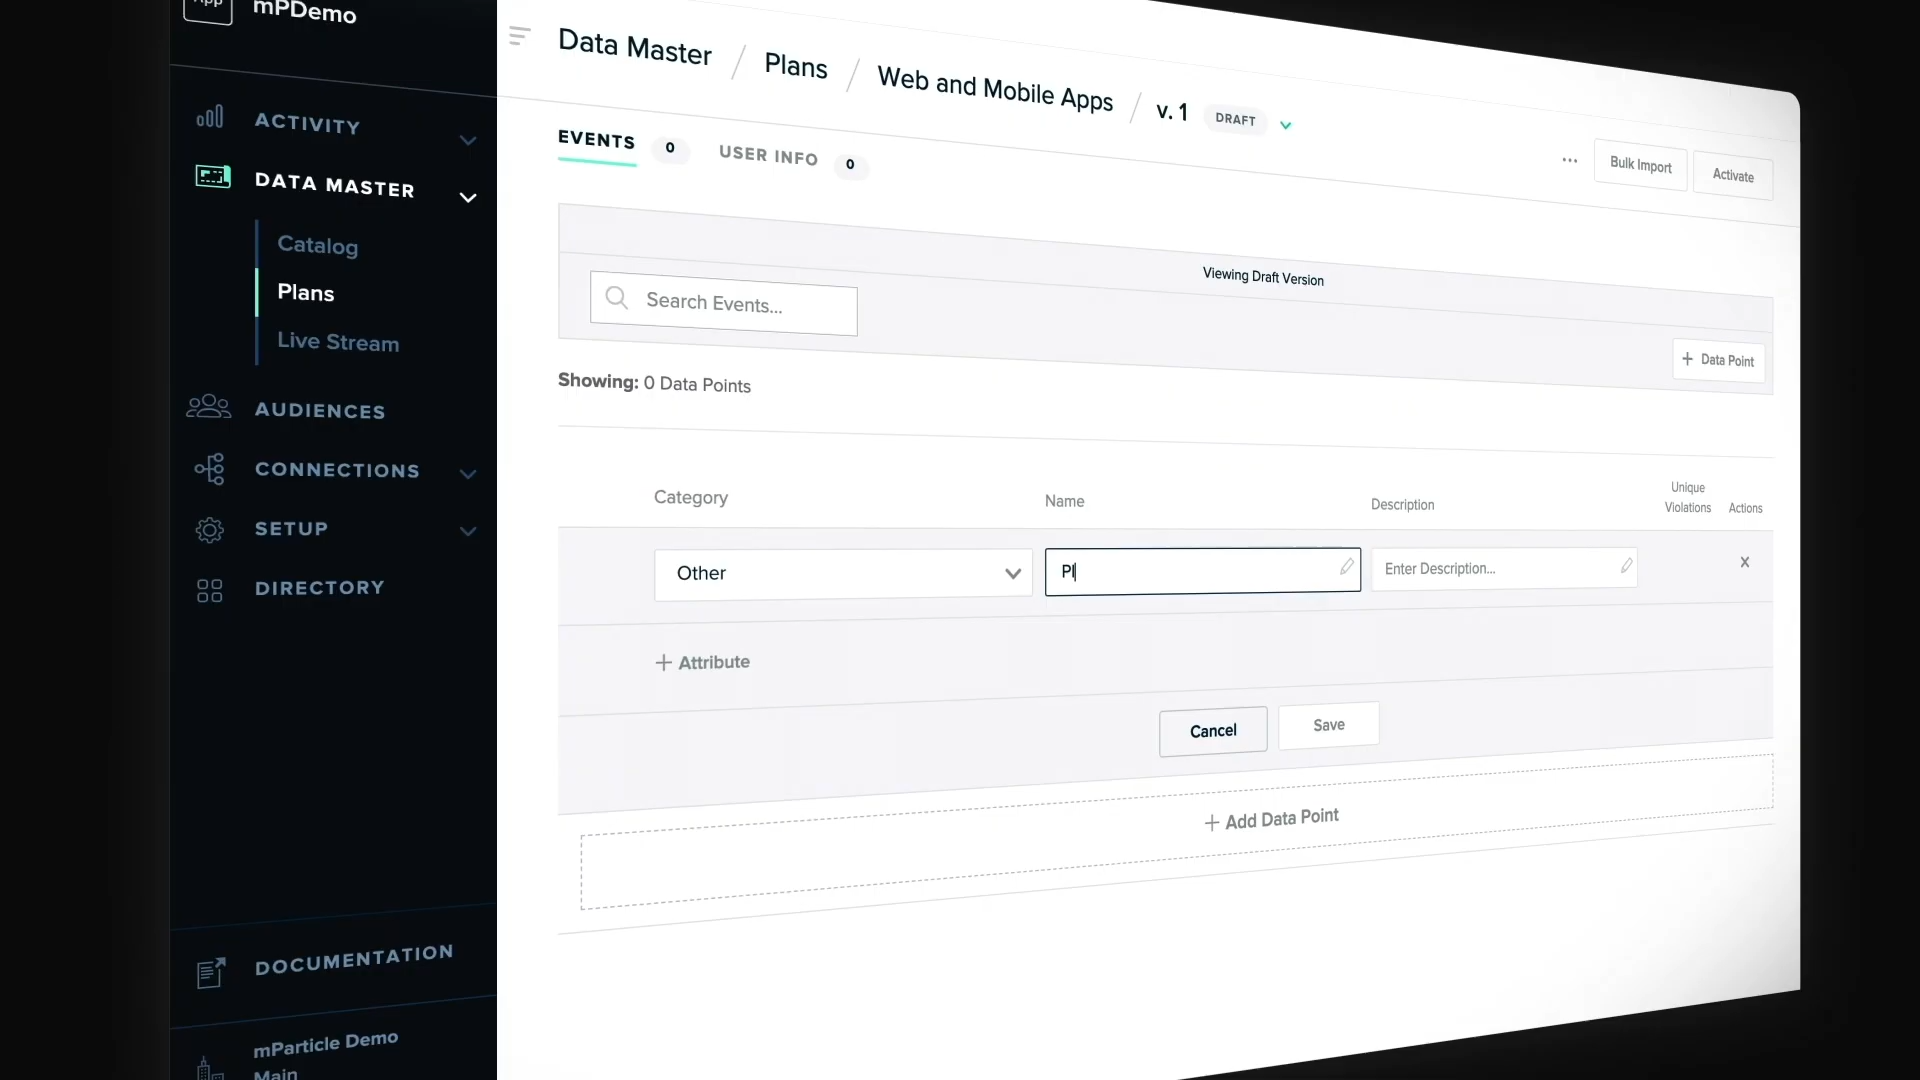 App
mPDemo
ACTIVITY
DATA MASTER
Catalog
Plans
Live Stream
AUDIENCES
CONNECTIONS
SETUP
DIRECTORY
DOCUMENTATION
mParticle Demo
Main
Data Master / Plans / Web and Mobile Apps / v. 1 DRAFT
EVENTS 0 USER INFO 0
... Bulk Import Activate
Viewing Draft Version
Search Events...
+ Data Point
Showing: 0 Data Points
Category Name Description Unique Violations Actions
Other Pl Enter Description... x
+ Attribute
Cancel Save
+ Add Data Point